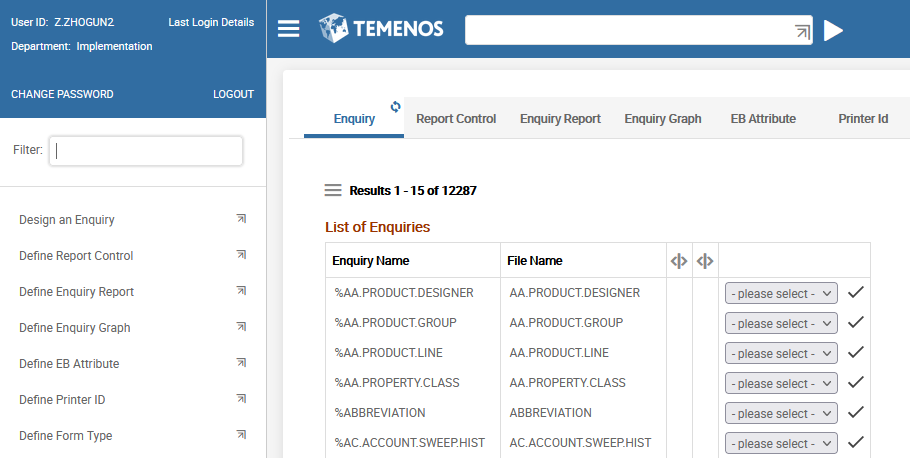 User ID: Z.ZHOGUN2 Last Login Details
Department: Implementation
CHANGE PASSWORD LOGOUT
Filter:
Design an Enquiry
Define Report Control
Define Enquiry Report
Define Enquiry Graph
Define EB Attribute
Define Printer ID
Define Form Type
TEMENOS
Enquiry Report Control Enquiry Report Enquiry Graph EB Attribute Printer Id
Results 1 - 15 of 12287
List of Enquiries
Enquiry Name File Name
%AA.PRODUCT.DESIGNER AA.PRODUCT.DESIGNER - please select -
%AA.PRODUCT.GROUP AA.PRODUCT.GROUP - please select -
%AA.PRODUCT.LINE AA.PRODUCT.LINE - please select -
%AA.PROPERTY.CLASS AA.PROPERTY.CLASS - please select -
%ABBREVIATION ABBREVIATION - please select -
%AC.ACCOUNT.SWEEP.HIST AC.ACCOUNT.SWEEP.HIST - please select -